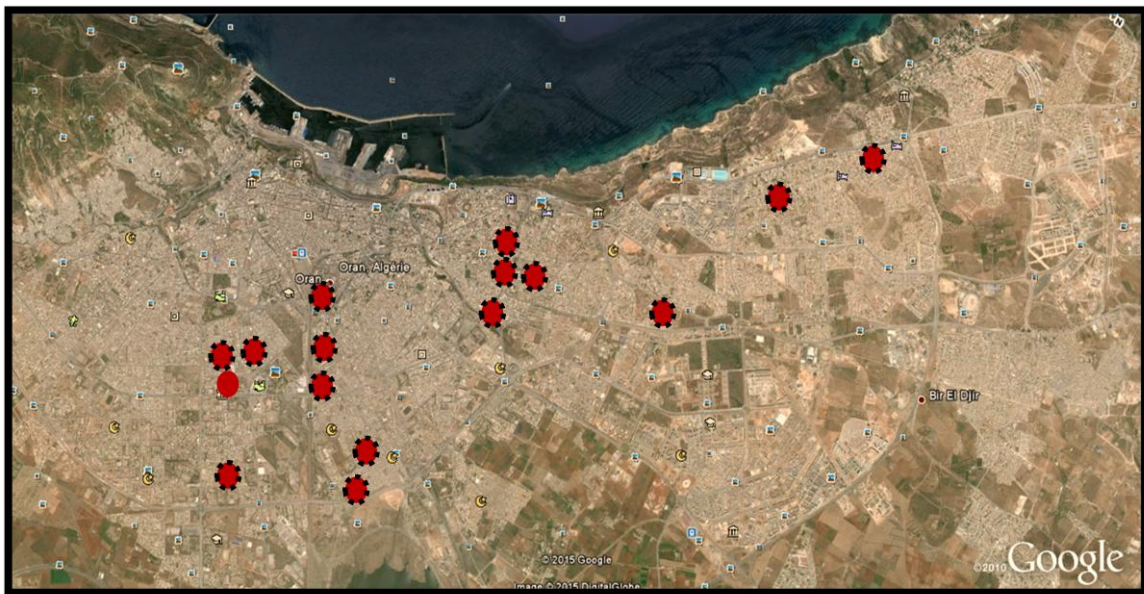 N
Oran, Algérie
Oran
Bir El Djir
© 2015 Google
©2010 Google
Image © 2015 DigitalGlobe